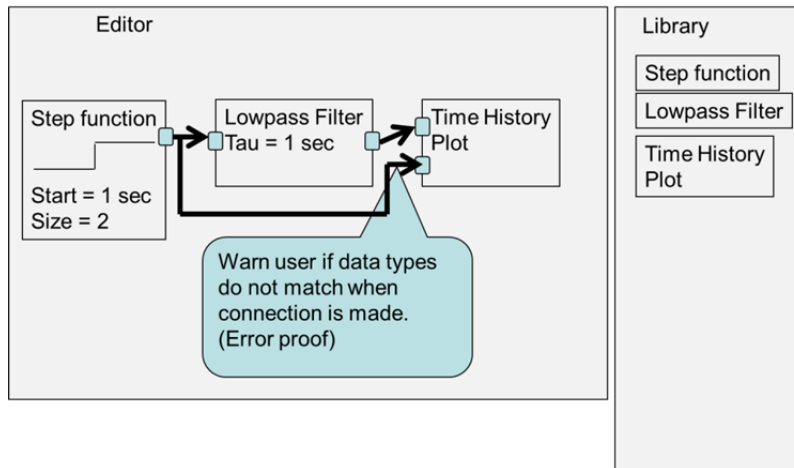 Editor
Step function
Start = 1 sec
Size = 2
Lowpass Filter
Tau = 1 sec
Time History
Plot
Warn user if data types
do not match when
connection is made.
(Error proof)
Library
Step function
Lowpass Filter
Time History
Plot